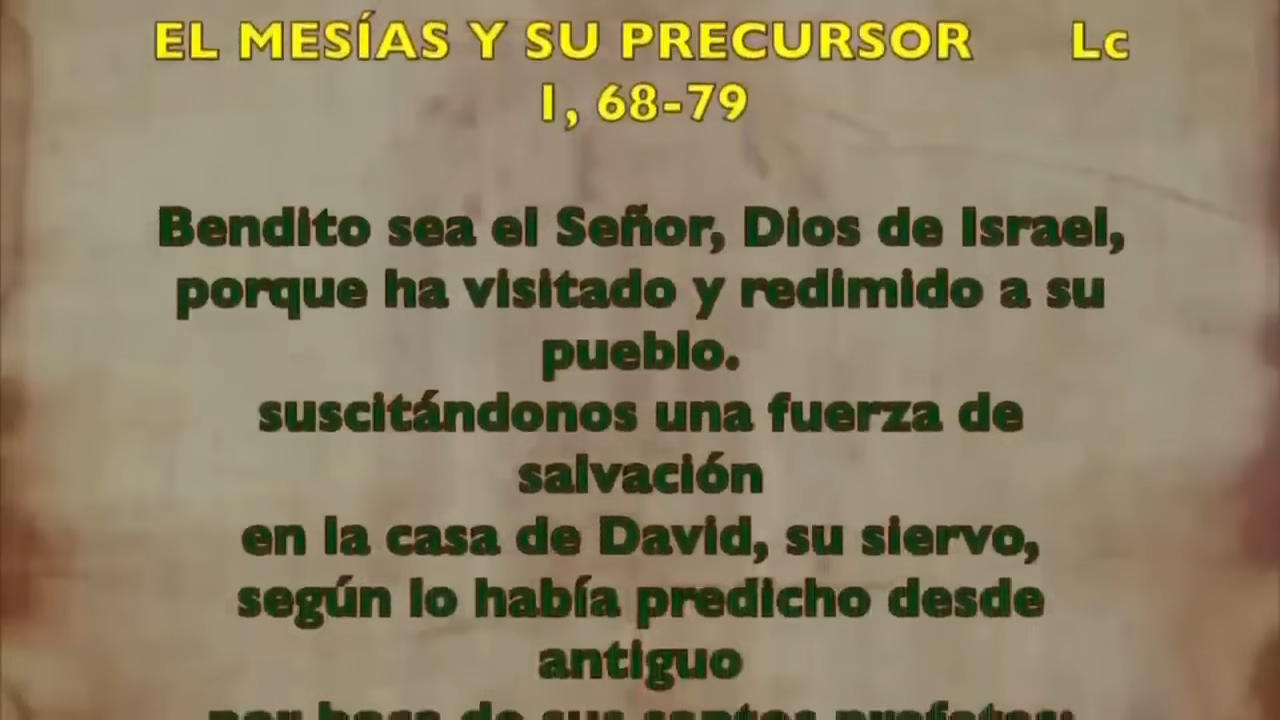 EL MESÍAS Y SU PRECURSOR Lc
1, 68-79
Bendito sea el Señor, Dios de Israel,
porque ha visitado y redimido a su
pueblo.
suscitándonos una fuerza de
salvación
en la casa de David, su siervo,
según lo había predicho desde
antiguo
por boca de sus santos profetas: